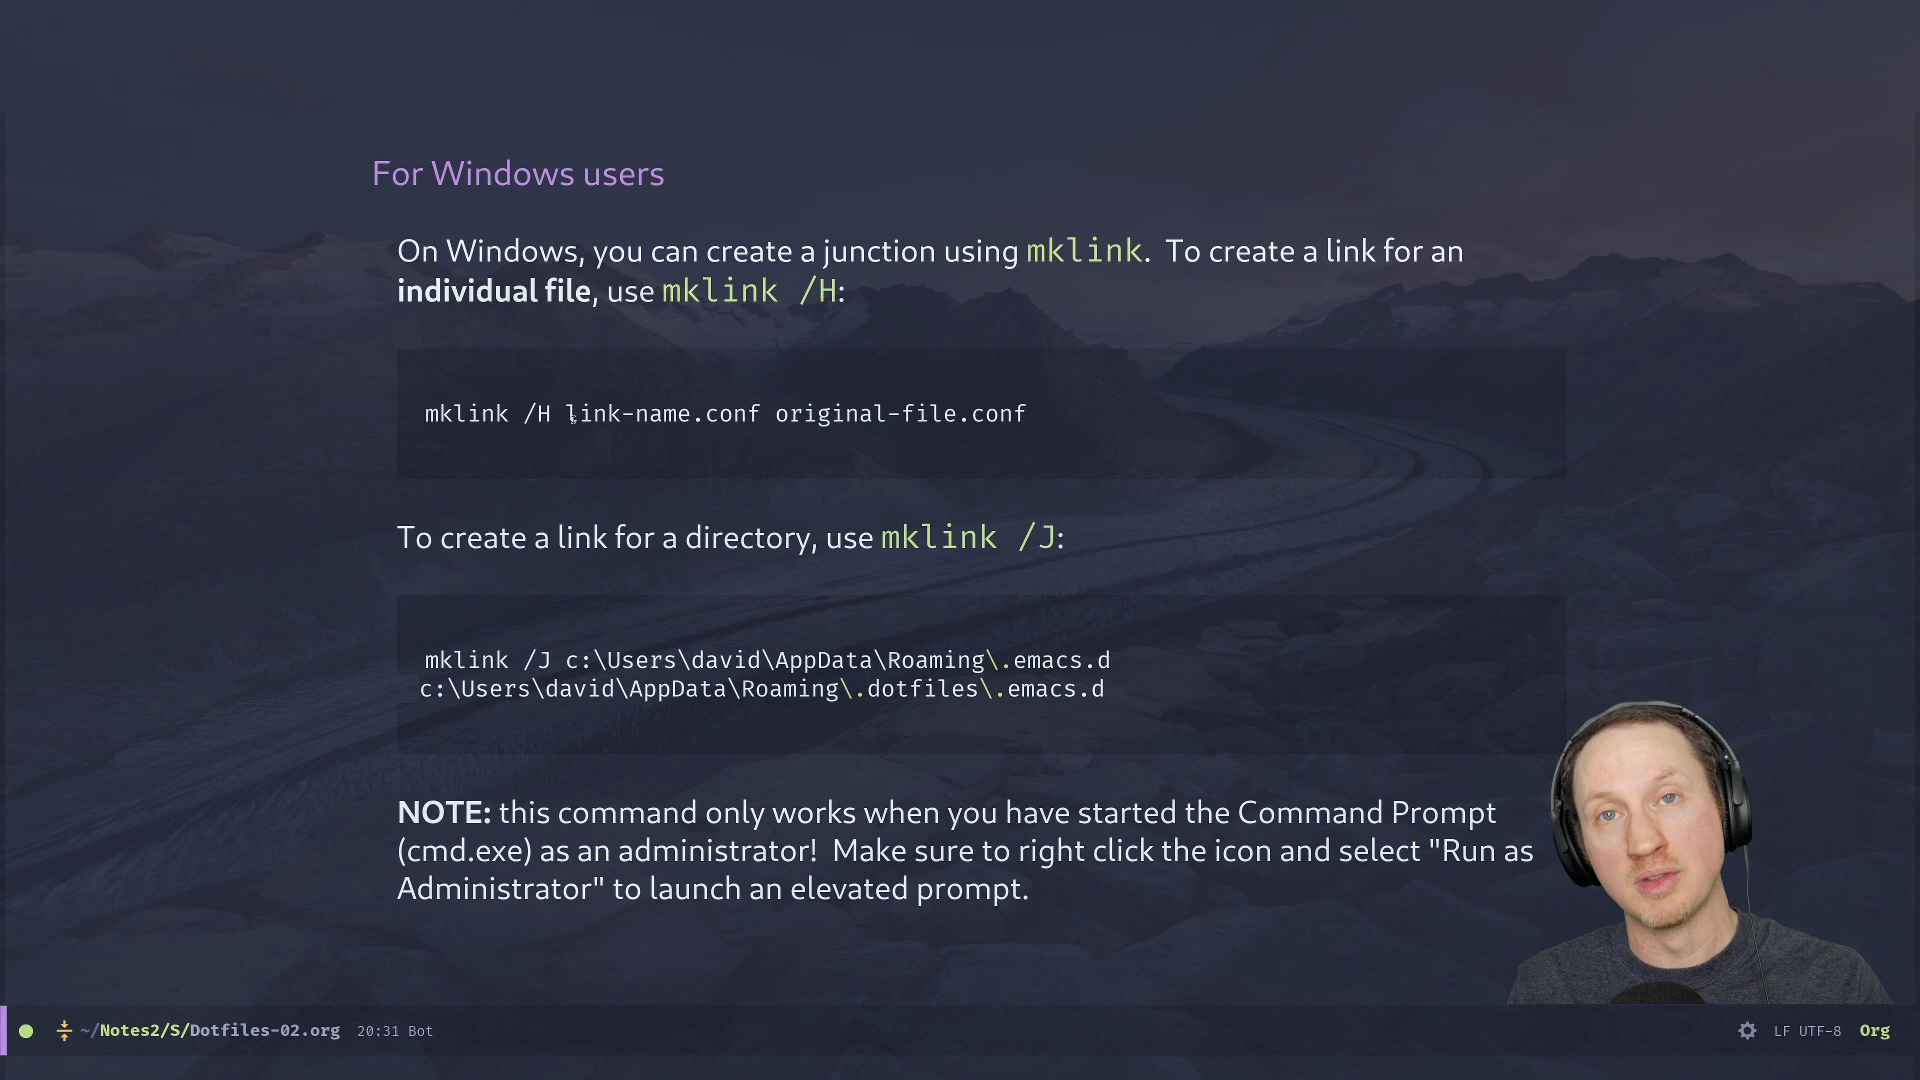 For Windows users
On Windows, you can create a junction using mklink. To create a link for an
individual file, use mklink /H:
mklink /H link-name.conf original-file.conf
To create a link for a directory, use mklink /J:
mklink /J c:\Users\david\AppData\Roaming\.emacs.d
c:\Users\david\AppData\Roaming\.dotfiles\.emacs.d
NOTE: this command only works when you have started the Command Prompt
(cmd.exe) as an administrator! Make sure to right click the icon and select "Run as
Administrator" to launch an elevated prompt.
~/Notes2/S/Dotfiles-02.org 20:31 Bot LF UTF-8 Org